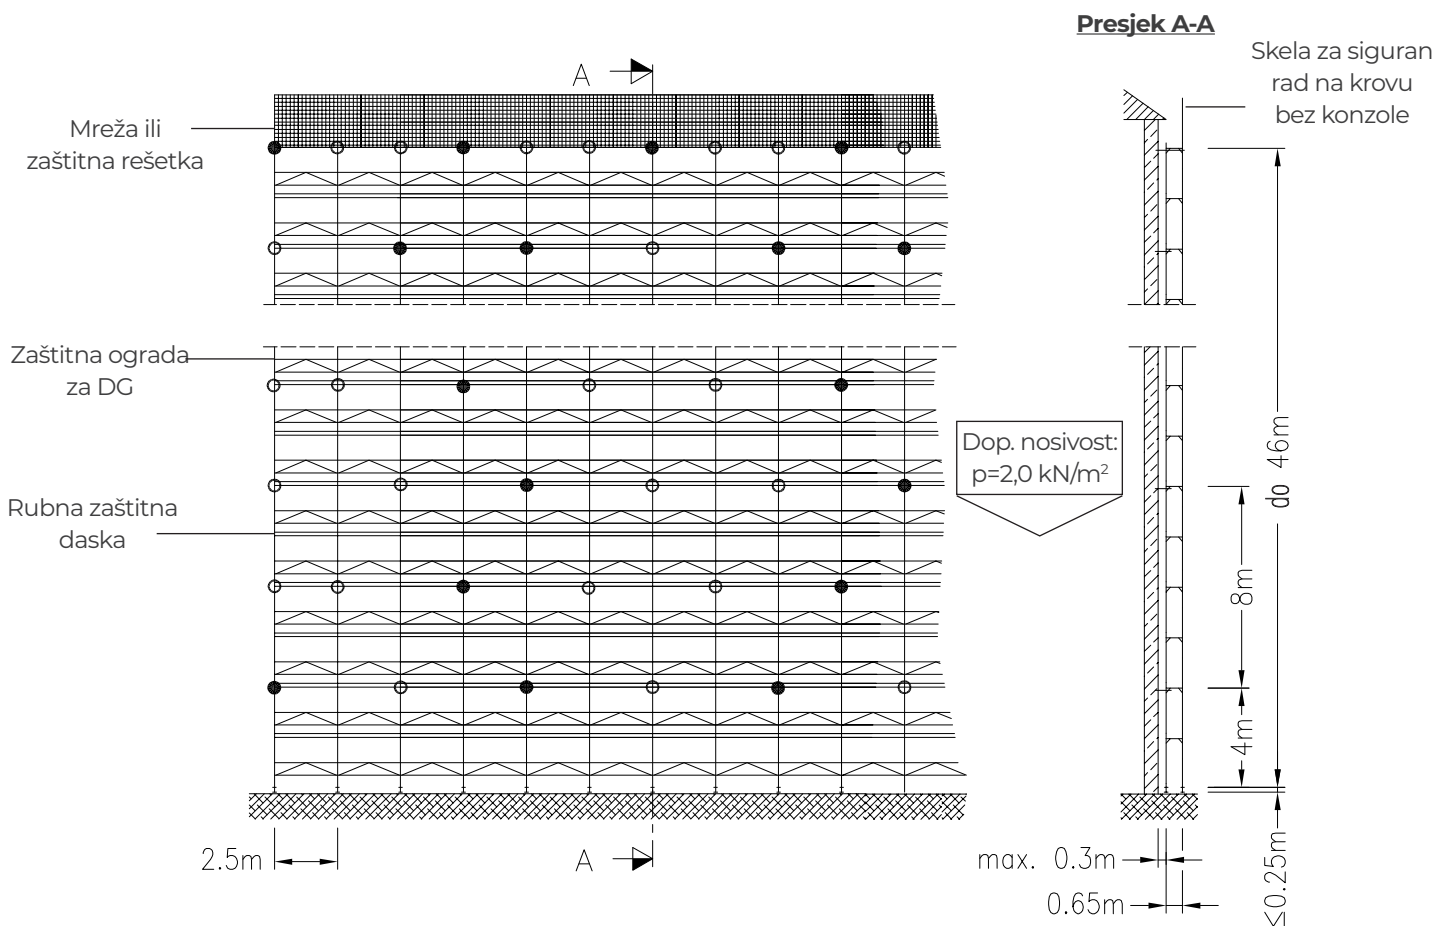 Presjek A-A
Skela za siguran
rad na krovu
bez konzole
A
Mreža ili
zaštitna rešetka
Zaštitna ograda
za DG
Rubna zaštitna
daska
Dop. nosivost:
p=2,0 kN/m²
do 46m
8m
4m
≤0.25m
2.5m
A
max. 0.3m
0.65m